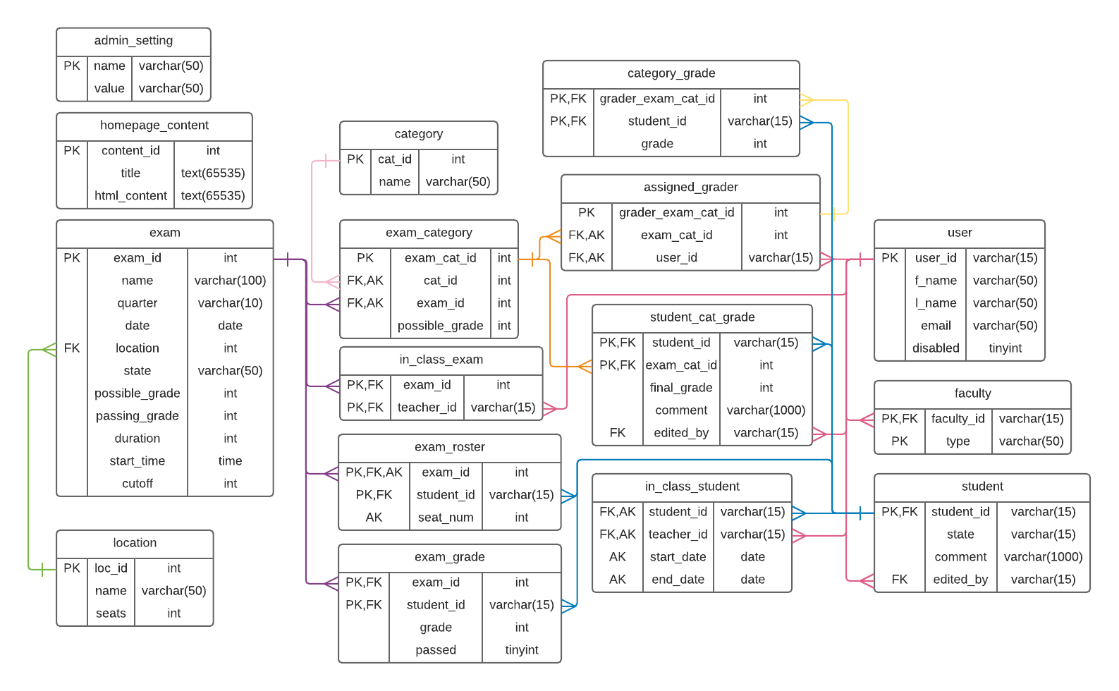 admin_setting
PK name varchar(50)
value varchar(50)
homepage_content
PK content_id int
title text(65535)
html_content text(65535)
exam
PK exam_id int
name varchar(100)
quarter varchar(10)
date date
FK location int
state varchar(50)
possible_grade int
passing_grade int
duration int
start_time time
cutoff int
location
PK loc_id int
name varchar(50)
seats int
category
PK cat_id int
name varchar(50)
exam_category
PK exam_cat_id int
FK,AK cat_id int
FK,AK exam_id int
possible_grade int
in_class_exam
PK,FK exam_id int
PK,FK teacher_id varchar(15)
exam_roster
PK,FK,AK exam_id int
PK,FK student_id varchar(15)
AK seat_num int
exam_grade
PK,FK exam_id int
PK,FK student_id varchar(15)
grade int
passed tinyint
category_grade
PK,FK grader_exam_cat_id int
PK,FK student_id varchar(15)
grade int
assigned_grader
PK grader_exam_cat_id int
FK,AK exam_cat_id int
FK,AK user_id varchar(15)
student_cat_grade
PK,FK student_id varchar(15)
PK,FK exam_cat_id int
final_grade int
comment varchar(1000)
FK edited_by varchar(15)
in_class_student
FK,AK student_id varchar(15)
FK,AK teacher_id varchar(15)
AK start_date date
AK end_date date
user
PK user_id varchar(15)
f_name varchar(50)
l_name varchar(50)
email varchar(50)
disabled tinyint
faculty
PK,FK faculty_id varchar(15)
PK type varchar(50)
student
PK,FK student_id varchar(15)
state varchar(15)
comment varchar(1000)
FK edited_by varchar(15)